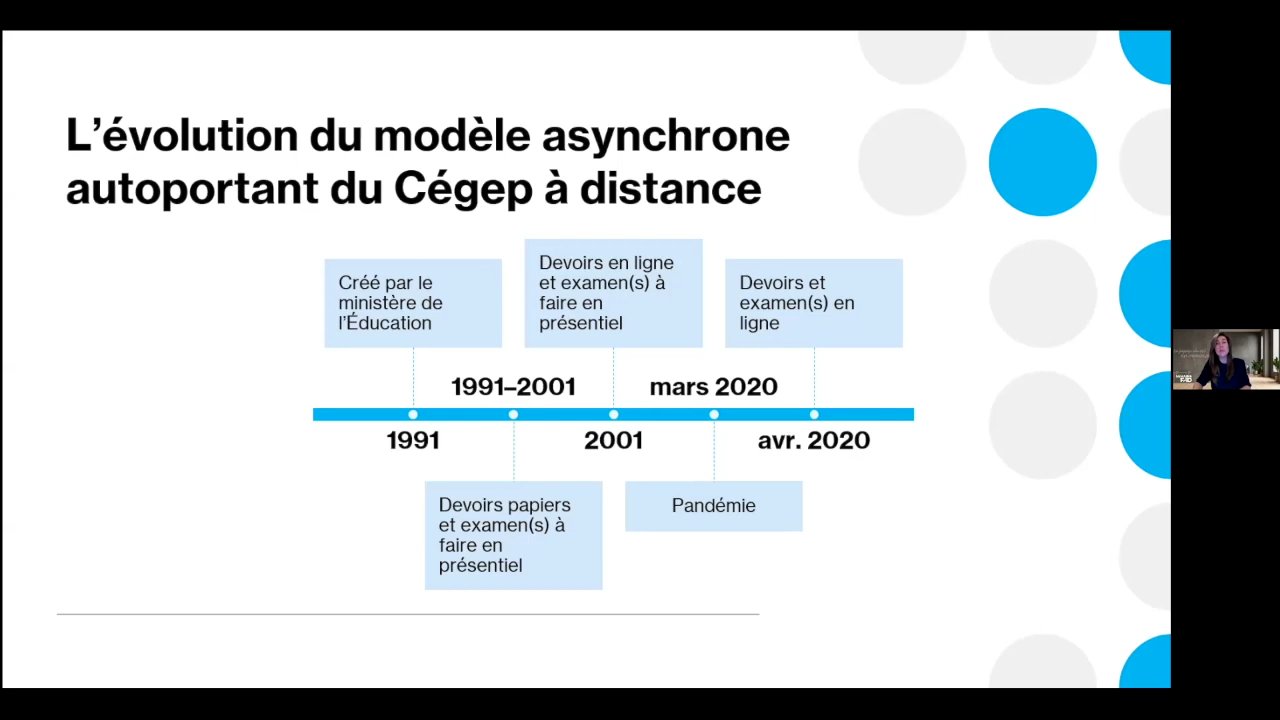 L'évolution du modèle asynchrone
autoportant du Cégep à distance
Créé par le
ministère de
l'Éducation
Devoirs en ligne
et examen(s) à
faire en
présentiel
Devoirs et
examen(s) en
ligne
1991–2001
mars 2020
1991
2001
avr. 2020
Devoirs papiers
et examen(s) à
faire en
présentiel
Pandémie